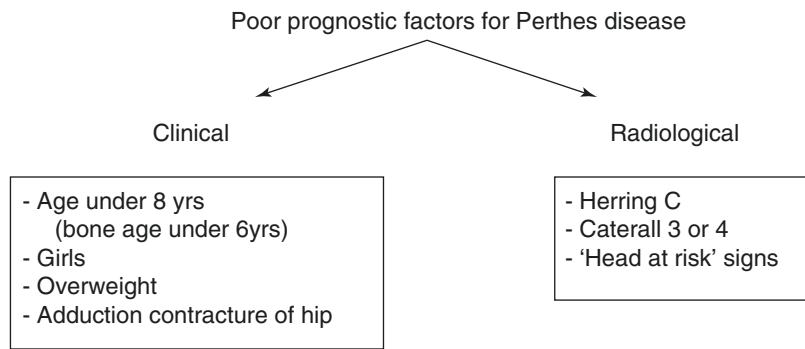 Poor prognostic factors for Perthes disease
Clinical
Radiological
- Age under 8 yrs
(bone age under 6yrs)
- Girls
- Overweight
- Adduction contracture of hip
- Herring C
- Caterall 3 or 4
- ‘Head at risk’ signs